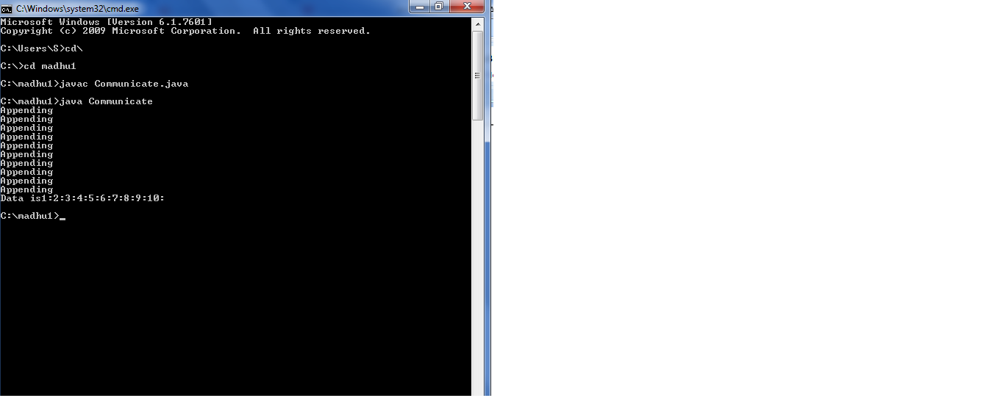 C:\Windows\system32\cmd.exe
Microsoft Windows [Version 6.1.7601]
Copyright (c) 2009 Microsoft Corporation.  All rights reserved.
C:\Users\S>cd\
C:\>cd madhu1
C:\madhu1>javac Communicate.java
C:\madhu1>java Communicate
Appending
Appending
Appending
Appending
Appending
Appending
Appending
Appending
Appending
Appending
Data is1:2:3:4:5:6:7:8:9:10:
C:\madhu1>_